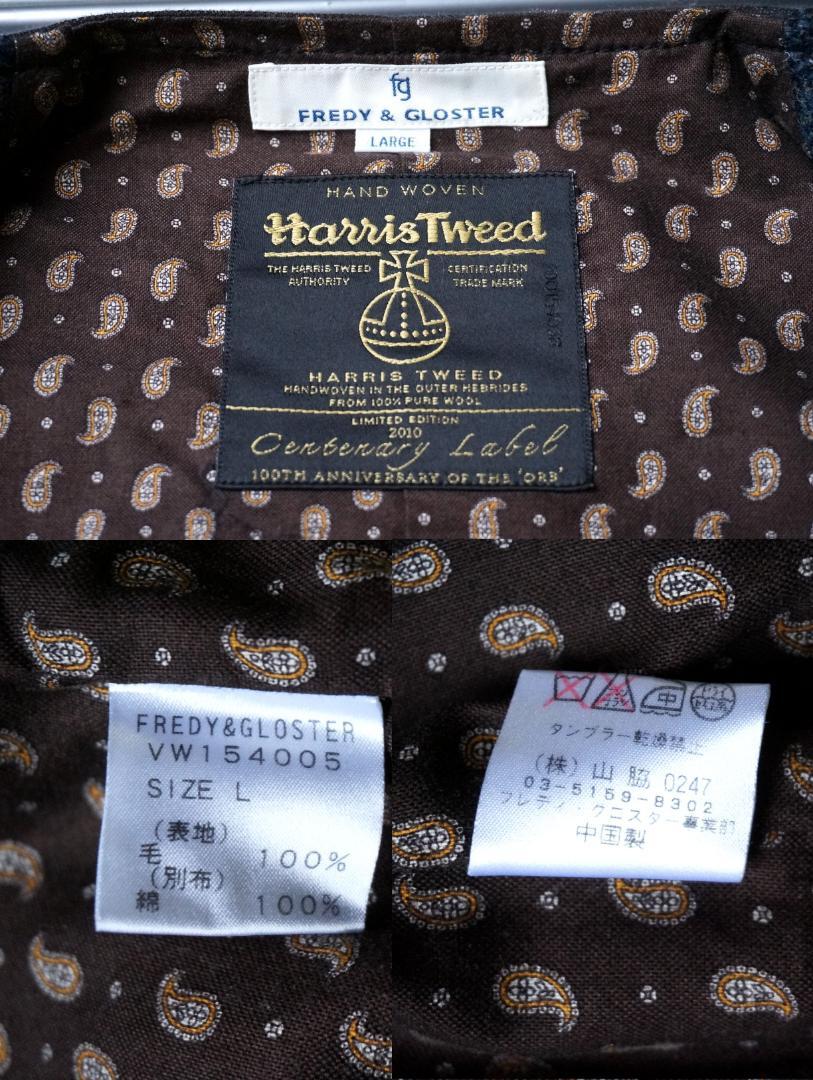 fg
FREDY & GLOSTER
LARGE
HAND WOVEN
Harris Tweed
THE HARRIS TWEED AUTHORITY
CERTIFICATION TRADE MARK
HARRIS TWEED
HANDWOVEN IN THE OUTER HEBRIDES
FROM 100% PURE WOOL
LIMITED EDITION
2010
Centenary Label
100TH ANNIVERSARY OF THE 'ORB'
FREDY&GLOSTER
VW154005
SIZE L
(表地)
毛 100%
(別布)
綿 100%
中
タンブラー乾燥禁止
(株)山脇 0247
03-5159-8302
フレディ・グロスター事業部
中国製